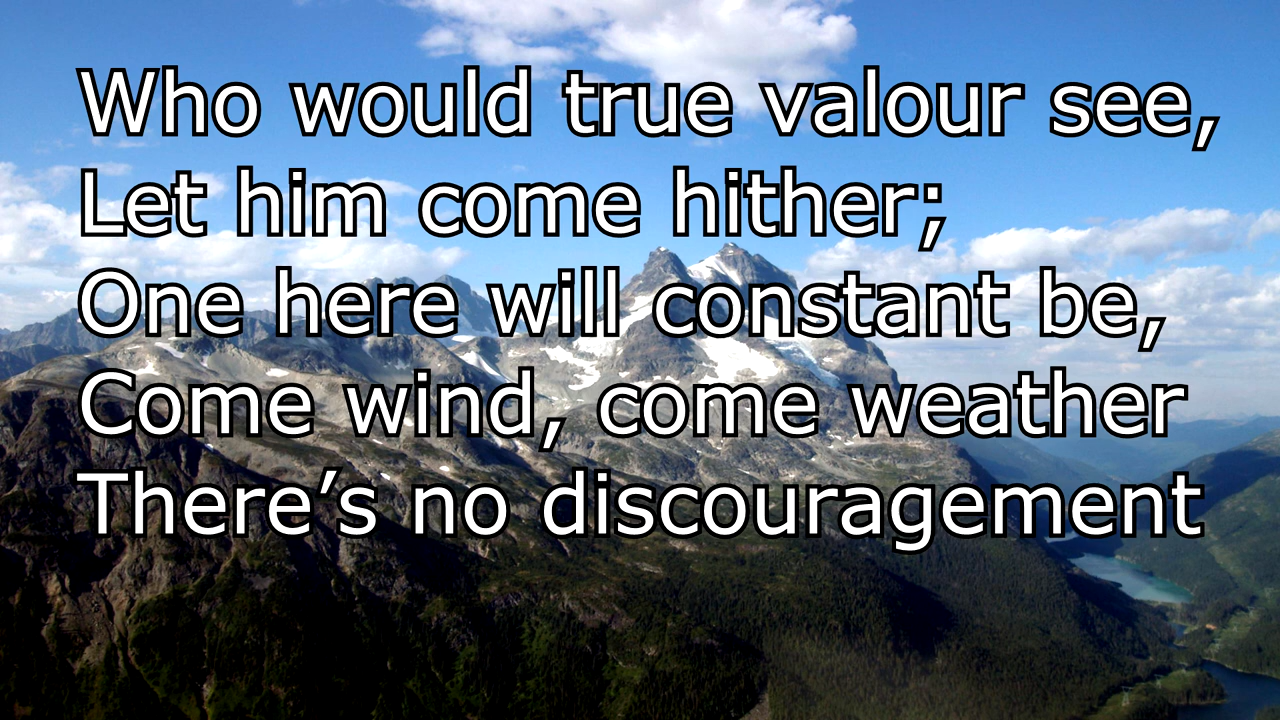 Who would true valour see,
Let him come hither;
One here will constant be,
Come wind, come weather
There’s no discouragement